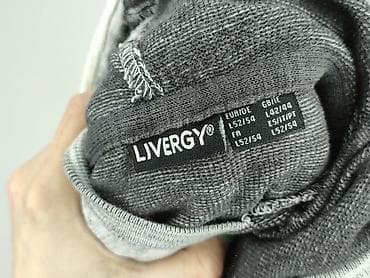 LIVERGY®
EUR/DE GB/IE
L52/54 L42/44
FR ES/IT/PT
L52/54 L52/54